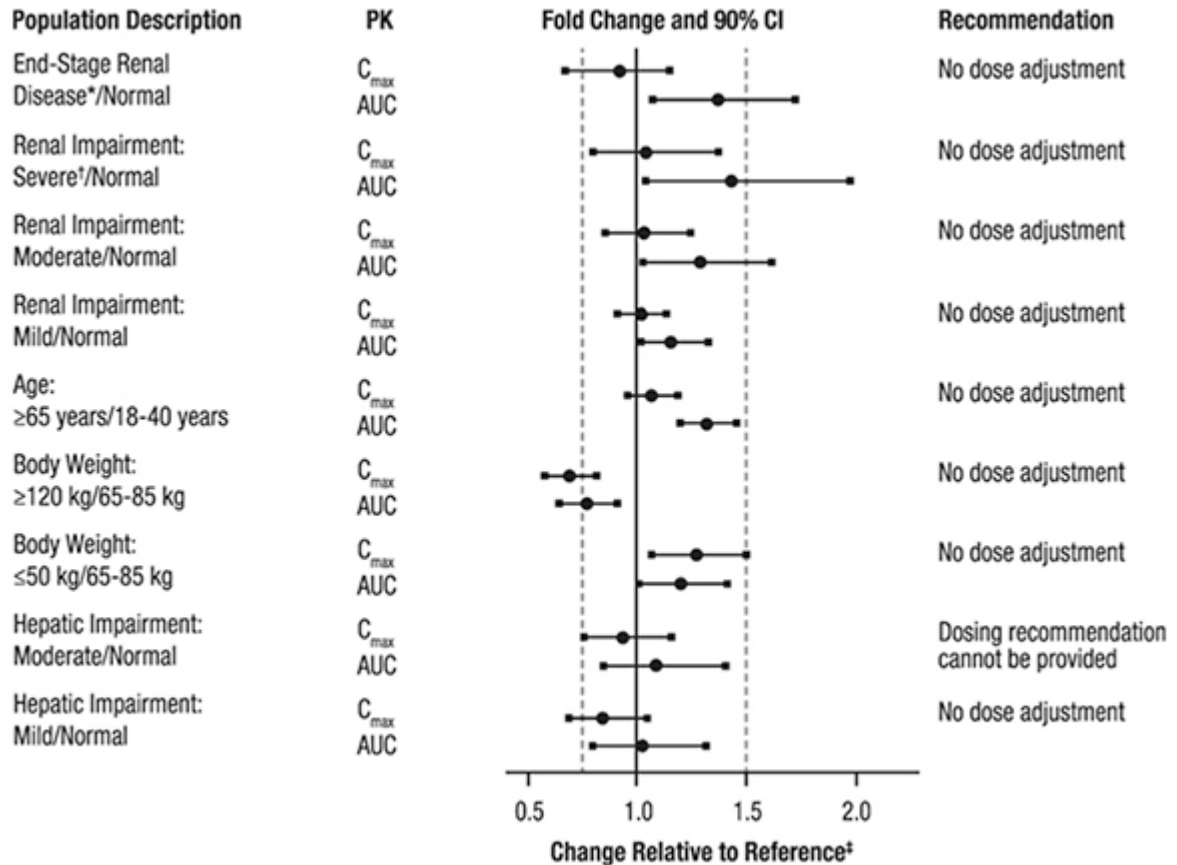 Population Description PK Fold Change and 90% CI Recommendation
End-Stage Renal Cmax No dose adjustment
Disease*/Normal AUC
Renal Impairment: Cmax No dose adjustment
Severe†/Normal AUC
Renal Impairment: Cmax No dose adjustment
Moderate/Normal AUC
Renal Impairment: Cmax No dose adjustment
Mild/Normal AUC
Age: Cmax No dose adjustment
≥65 years/18-40 years AUC
Body Weight: Cmax No dose adjustment
≥120 kg/65-85 kg AUC
Body Weight: Cmax No dose adjustment
≤50 kg/65-85 kg AUC
Hepatic Impairment: Cmax Dosing recommendation
Moderate/Normal AUC cannot be provided
Hepatic Impairment: Cmax No dose adjustment
Mild/Normal AUC
0.5 1.0 1.5 2.0
Change Relative to Reference‡